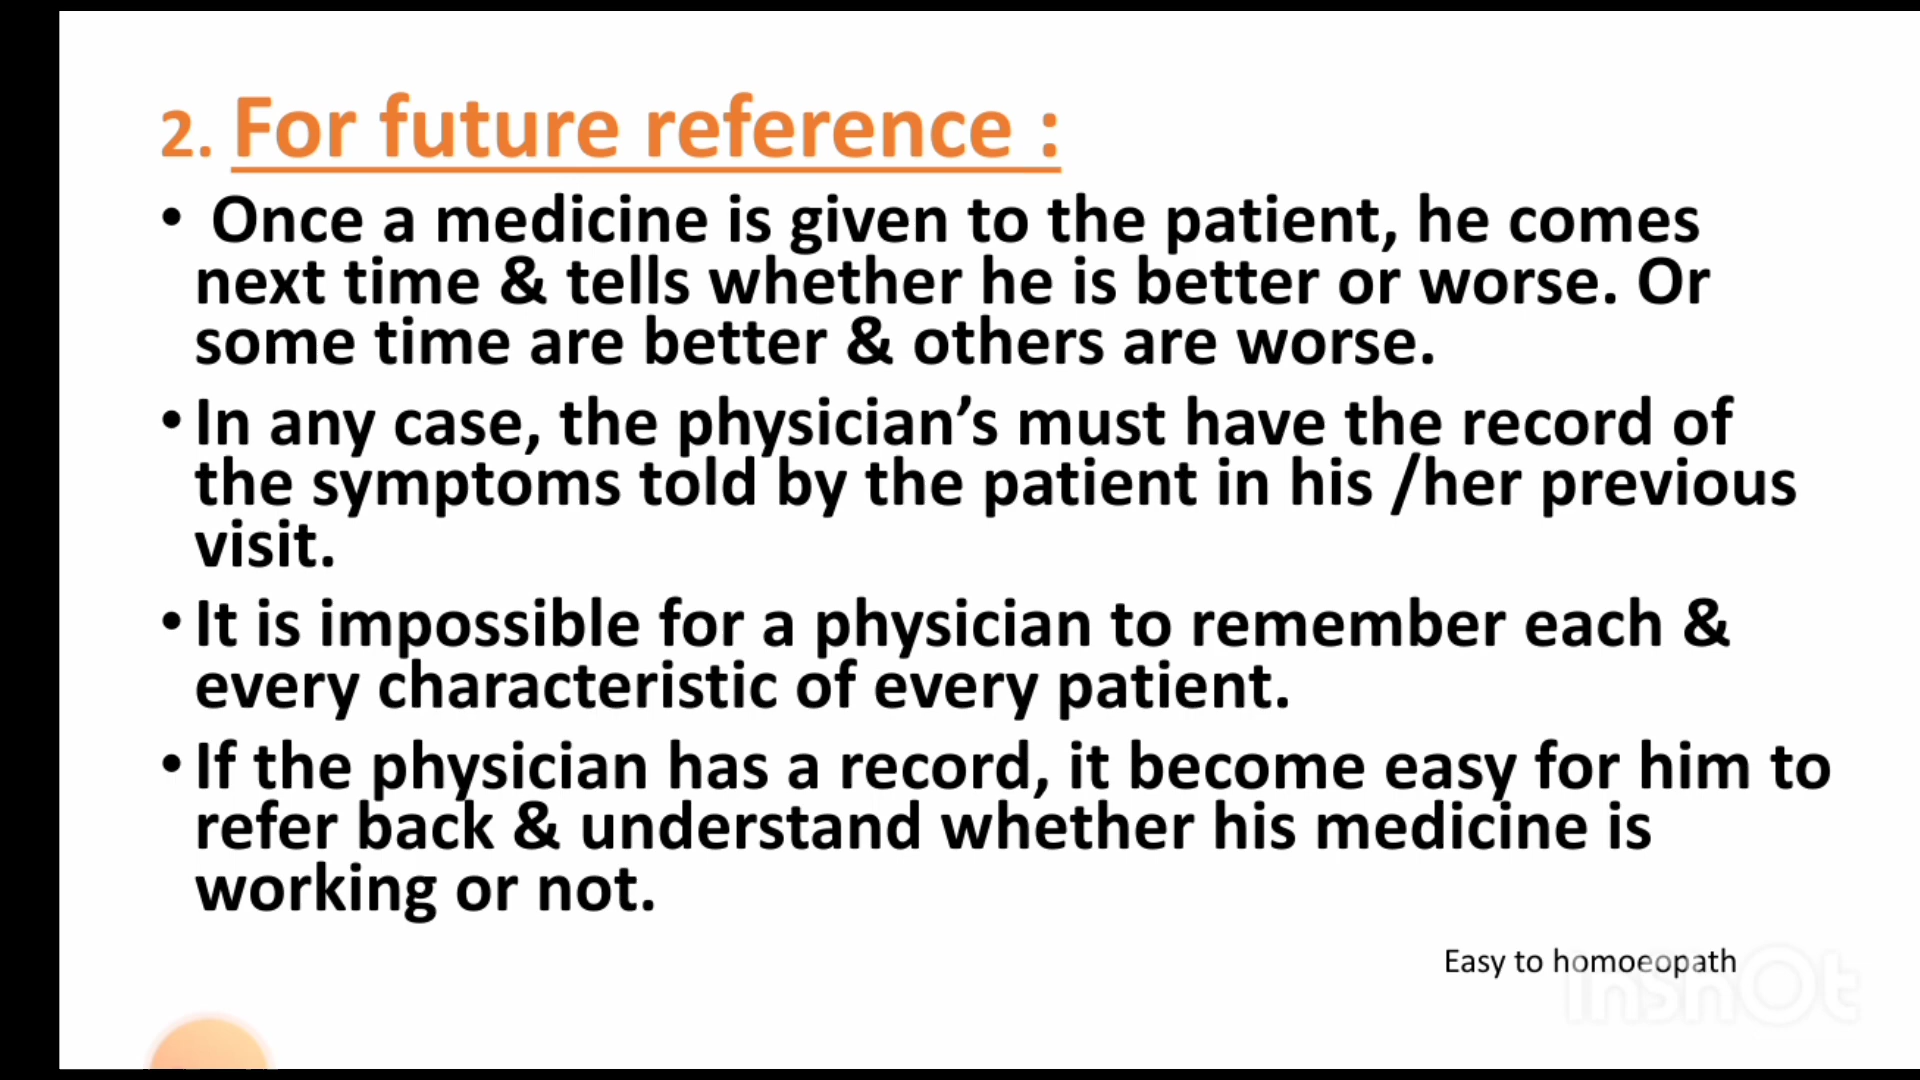 2. For future reference :
• Once a medicine is given to the patient, he comes
next time & tells whether he is better or worse. Or
some time are better & others are worse.
• In any case, the physician’s must have the record of
the symptoms told by the patient in his /her previous
visit.
• It is impossible for a physician to remember each &
every characteristic of every patient.
• If the physician has a record, it become easy for him to
refer back & understand whether his medicine is
working or not.
Easy to homoeopath
InShOt